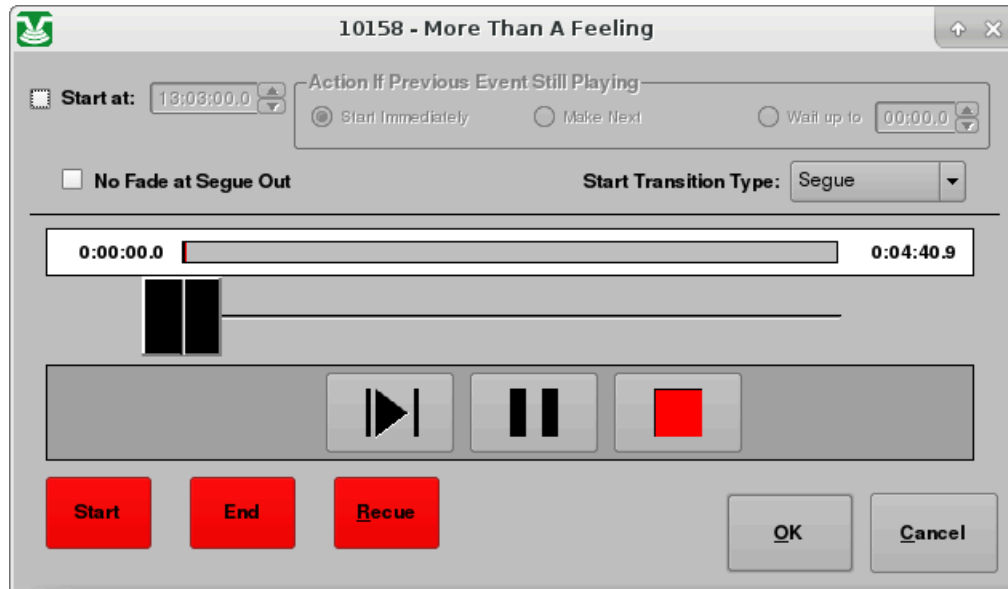 10158 - More Than A Feeling
Start at: 13:03:00.0
Action If Previous Event Still Playing
Start Immediately Make Next Wait up to 00:00.0
No Fade at Segue Out Start Transition Type: Segue
0:00:00.0 0:04:40.9
Start End Recue
OK Cancel